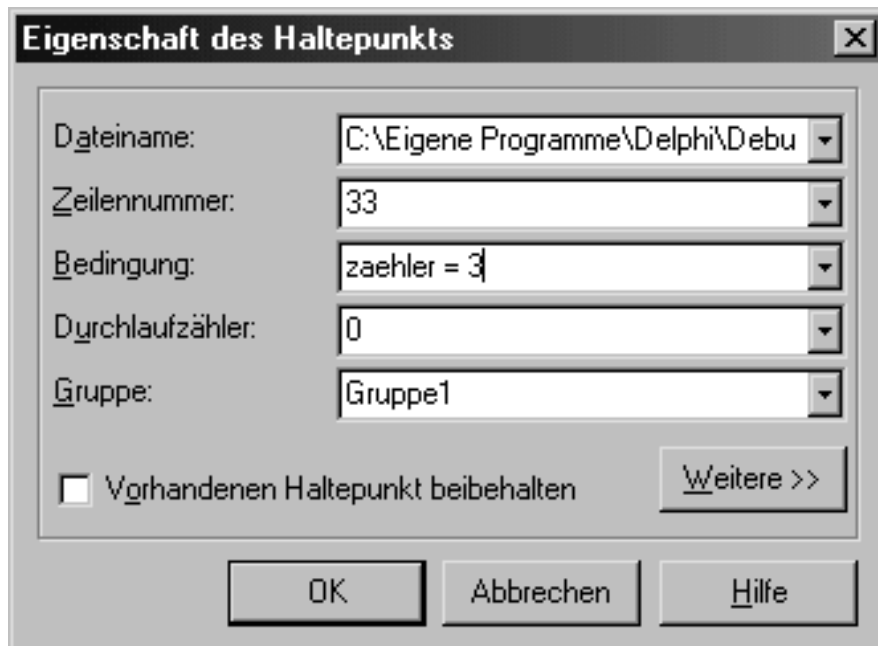 Eigenschaft des Haltepunkts
Dateiname: C:\Eigene Programme\Delphi\Debu
Zeilennummer: 33
Bedingung: zaehler = 3
Durchlaufzähler: 0
Gruppe: Gruppe1
Vorhandenen Haltepunkt beibehalten Weitere >>
OK Abbrechen Hilfe